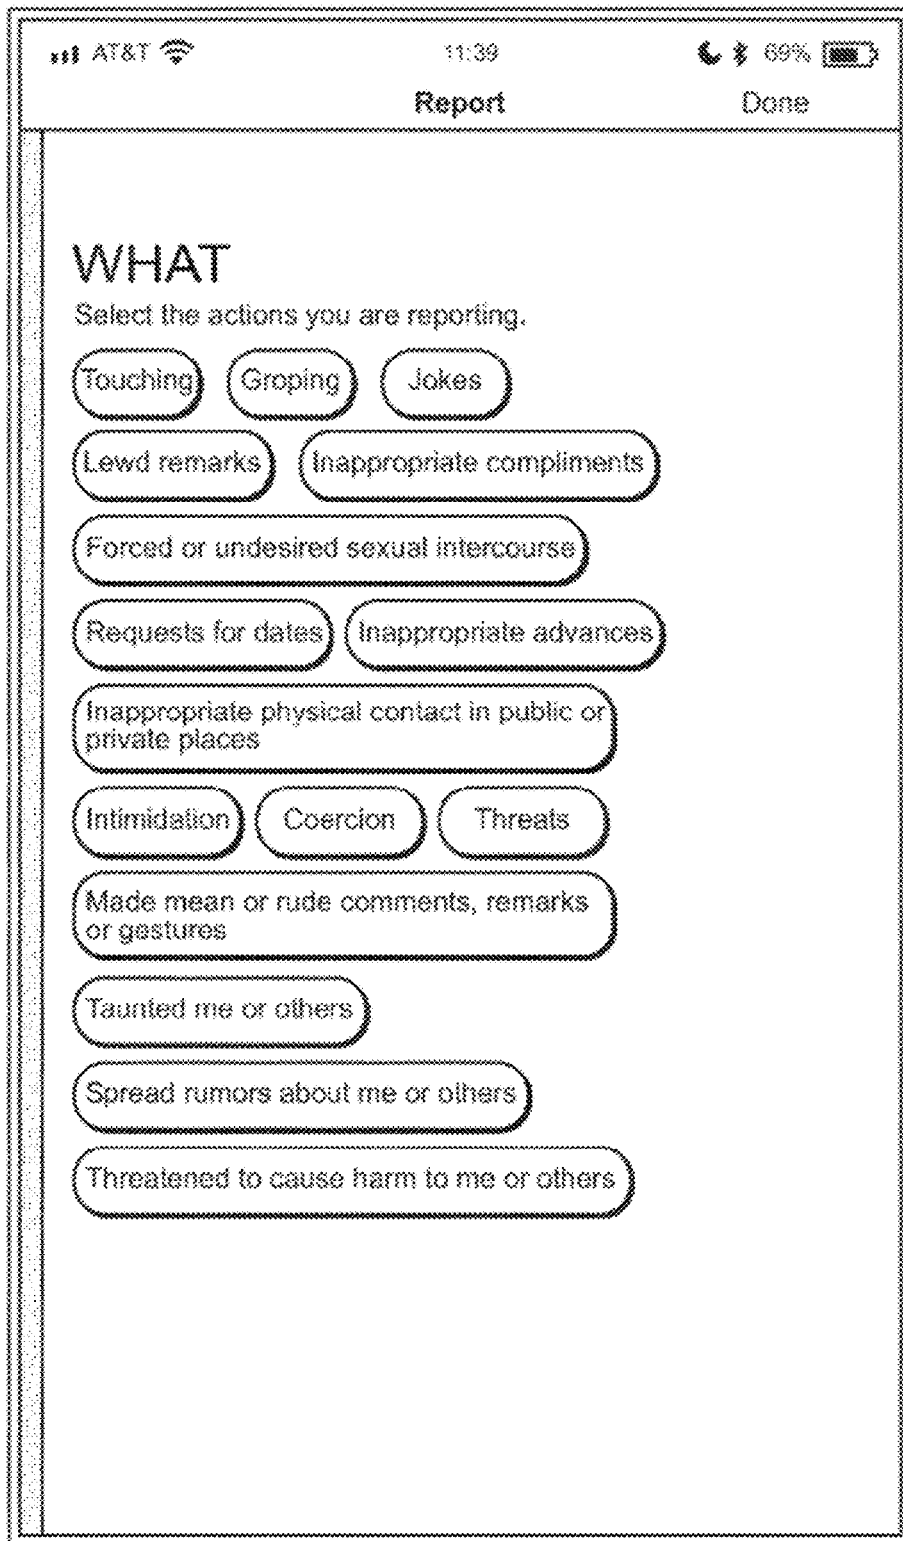 AT&T 11:39 69%
Report Done
WHAT
Select the actions you are reporting.
Touching Groping Jokes
Lewd remarks Inappropriate compliments
Forced or undesired sexual intercourse
Requests for dates Inappropriate advances
Inappropriate physical contact in public or
private places
Intimidation Coercion Threats
Made mean or rude comments, remarks
or gestures
Taunted me or others
Spread rumors about me or others
Threatened to cause harm to me or others